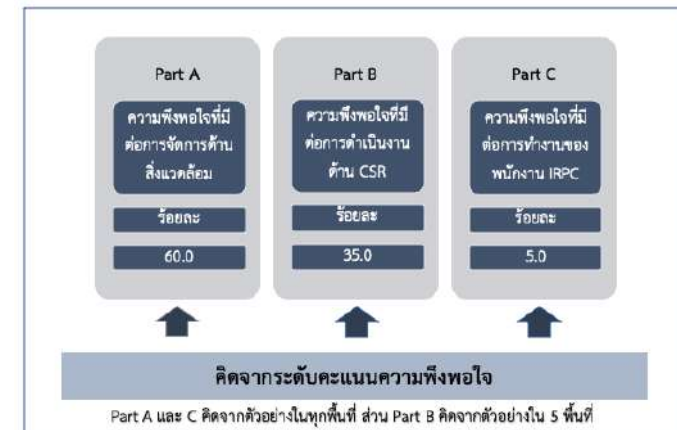 Part A
ความพึงพอใจที่มี
ต่อการจัดการด้าน
สิ่งแวดล้อม
ร้อยละ
60.0
Part B
ความพึงพอใจที่มี
ต่อการดำเนินงาน
ด้าน CSR
ร้อยละ
35.0
Part C
ความพึงพอใจที่มี
ต่อการทำงานของ
พนักงาน IRPC
ร้อยละ
5.0
คิดจากระดับคะแนนความพึงพอใจ
Part A และ C คิดจากตัวอย่างในทุกพื้นที่ ส่วน Part B คิดจากตัวอย่างใน 5 พื้นที่